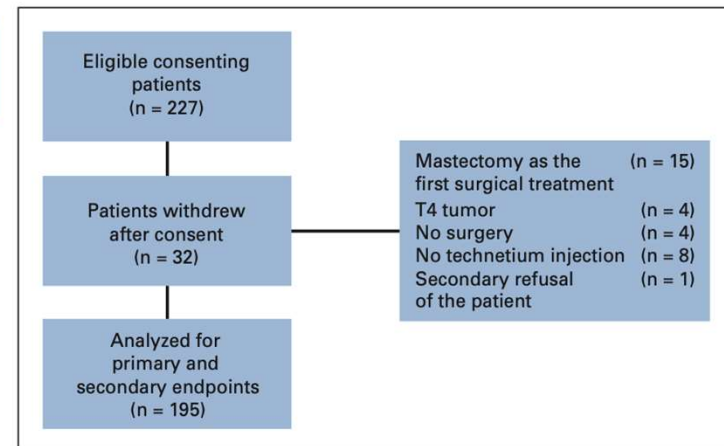 Eligible consenting
patients
(n = 227)
Patients withdrew
after consent
(n = 32)
Mastectomy as the (n = 15)
first surgical treatment
T4 tumor (n = 4)
No surgery (n = 4)
No technetium injection (n = 8)
Secondary refusal (n = 1)
of the patient
Analyzed for
primary and
secondary endpoints
(n = 195)